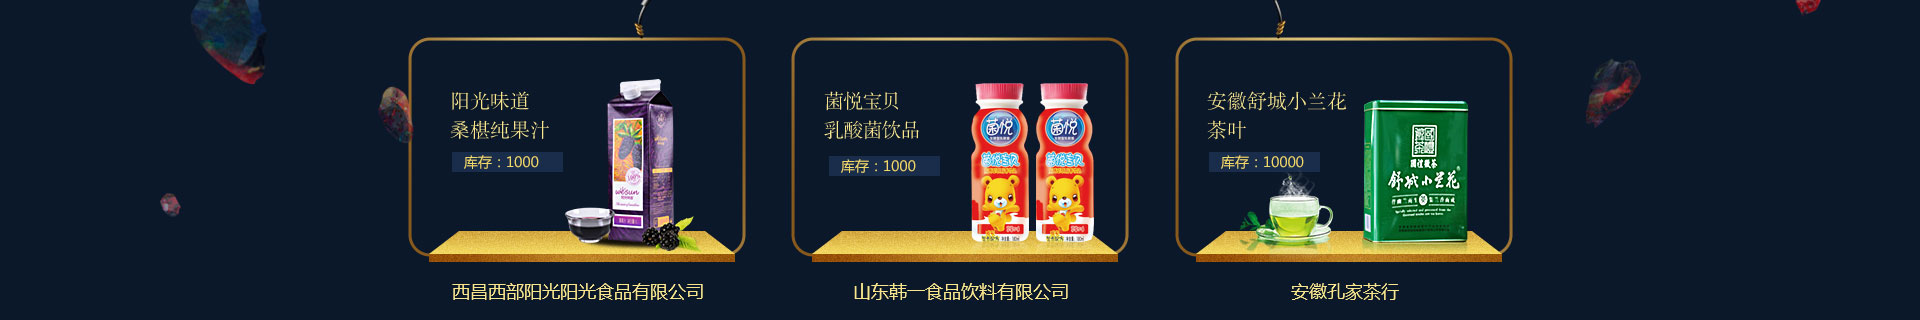 阳光味道
桑椹纯果汁
库存：1000
西昌西部阳光阳光食品有限公司
菌悦宝贝
乳酸菌饮品
库存：1000
菌悦
菌悦
山东韩一食品饮料有限公司
安徽舒城小兰花
茶叶
库存：10000
舒城小兰花
安徽孔家茶行